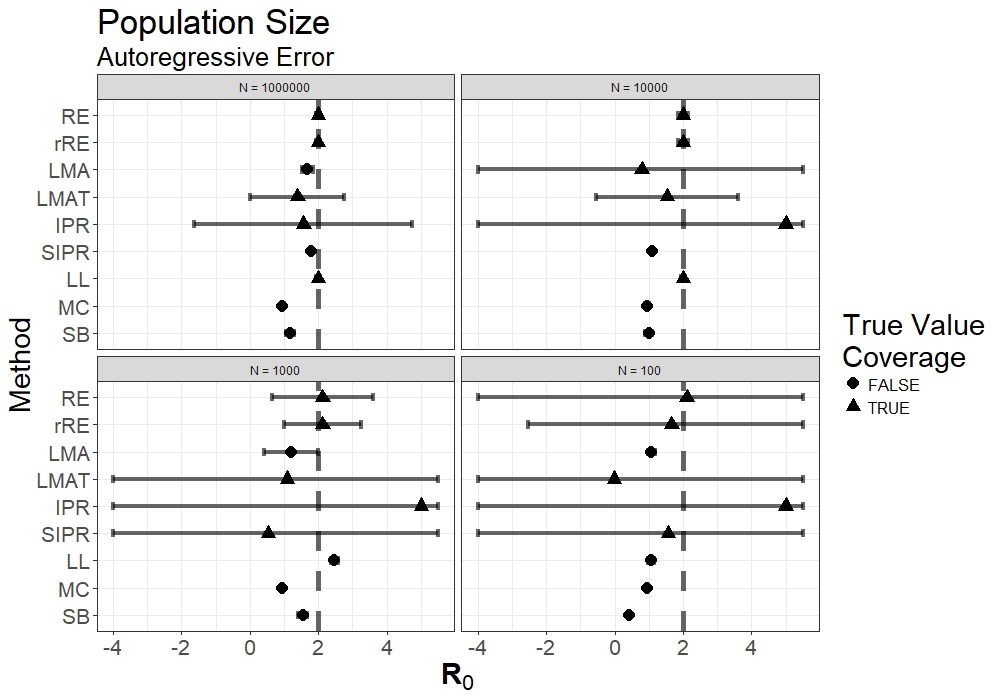 Population Size
Autoregressive Error
N = 1000000
N = 10000
RE
rRE
LMA
LMAT
IPR
SIPR
LL
MC
SB
N = 1000
N = 100
RE
rRE
LMA
LMAT
IPR
SIPR
LL
MC
SB
-4 -2 0 2 4
-4 -2 0 2 4
Method
R0
True Value
Coverage
FALSE
TRUE